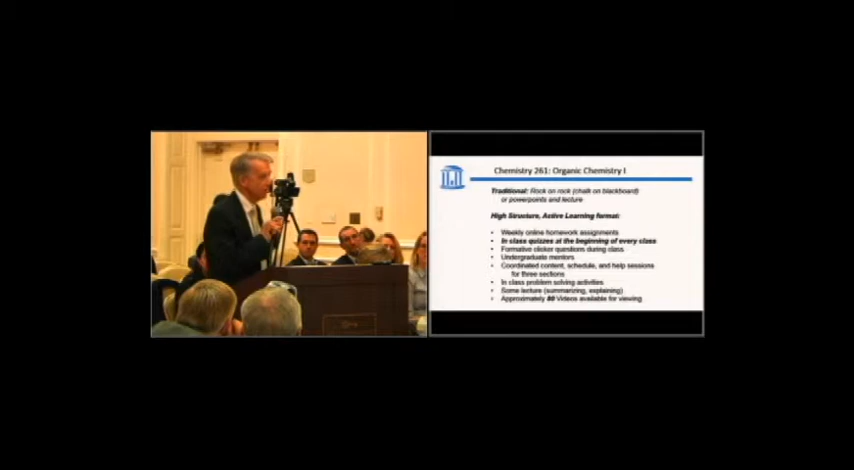 Chemistry 261: Organic Chemistry I
Traditional: Rock on rock (chalk on blackboard)
or powerpoints and lecture
High Structure, Active Learning format:
• Weekly online homework assignments
• In class quizzes at the beginning of every class
• Formative clicker questions during class
• Undergraduate mentors
• Coordinated content, schedule, and help sessions
for three sections
• In class problem solving activities
• Some lecture (summarizing, explaining)
• Approximately 80 Videos available for viewing